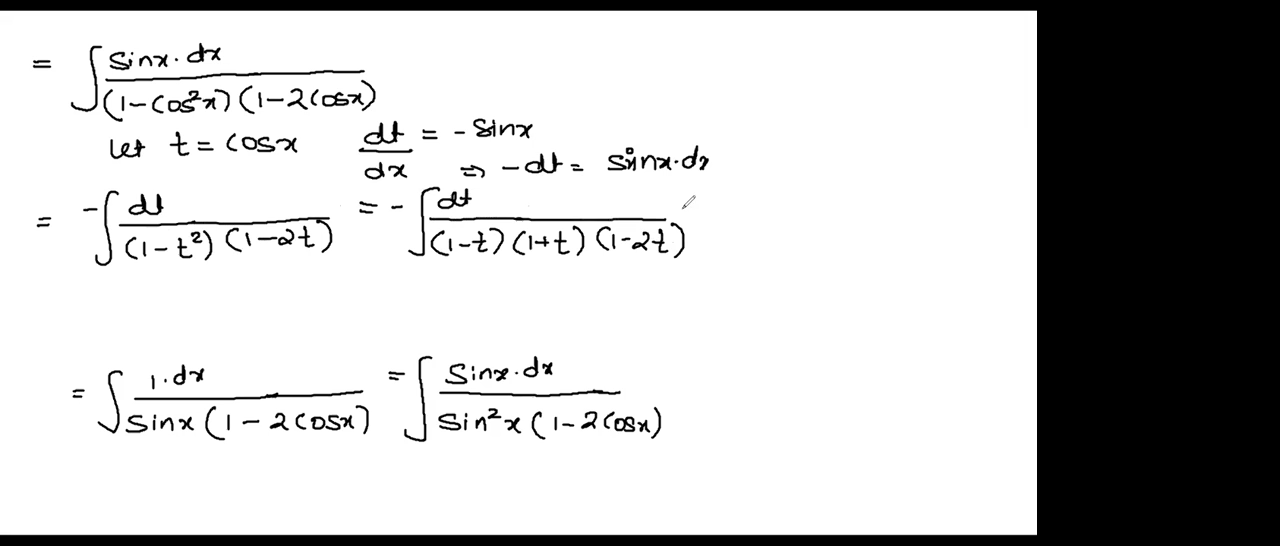 = ∫ sinx·dx / (1-cos²x)(1-2cosx)
let t = cosx dt/dx = -sinx
⇒ -dt = sinx·dx
= -∫ dt / (1-t²)(1-2t) = -∫ dt / (1-t)(1+t)(1-2t)
= ∫ 1·dx / sinx(1-2cosx) = ∫ sinx·dx / sin²x(1-2cosx)